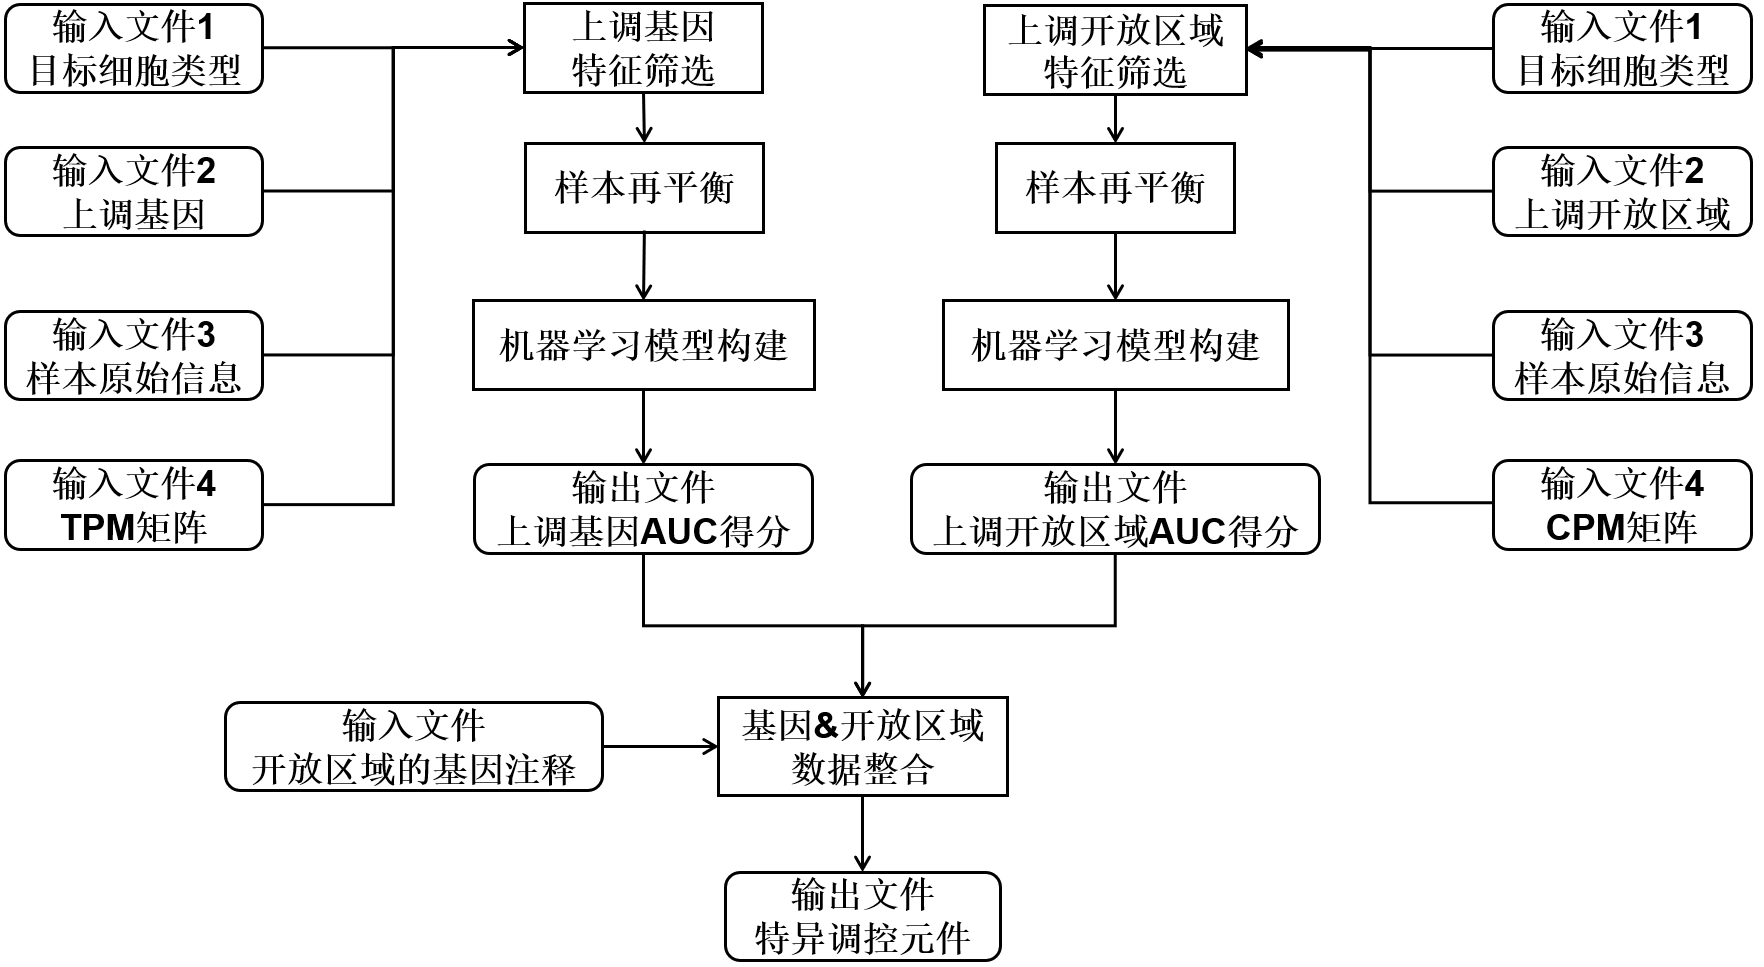 输入文件1
目标细胞类型
输入文件2
上调基因
输入文件3
样本原始信息
输入文件4
TPM矩阵
上调基因
特征筛选
样本再平衡
机器学习模型构建
输出文件
上调基因AUC得分
上调开放区域
特征筛选
样本再平衡
机器学习模型构建
输出文件
上调开放区域AUC得分
输入文件1
目标细胞类型
输入文件2
上调开放区域
输入文件3
样本原始信息
输入文件4
CPM矩阵
输入文件
开放区域的基因注释
基因&开放区域
数据整合
输出文件
特异调控元件